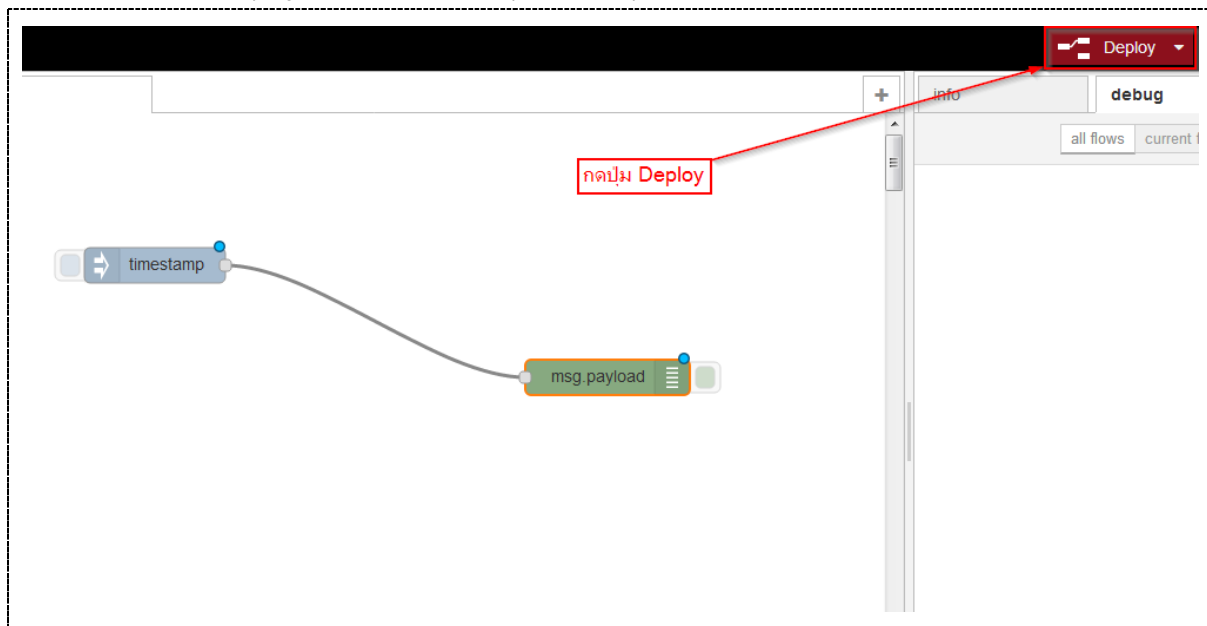 Deploy
info
debug
all flows
current f
กดปุ่ม Deploy
timestamp
msg.payload